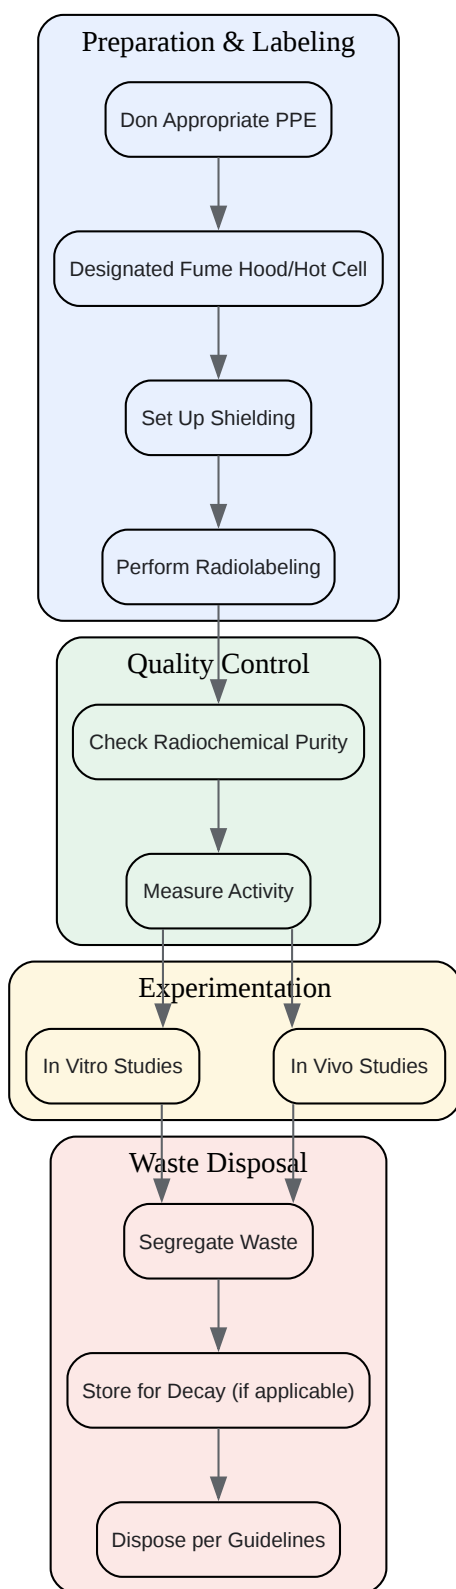 Preparation & Labeling
Don Appropriate PPE
Designated Fume Hood/Hot Cell
Set Up Shielding
Perform Radiolabeling
Quality Control
Check Radiochemical Purity
Measure Activity
Experimentation
In Vitro Studies
In Vivo Studies
Waste Disposal
Segregate Waste
Store for Decay (if applicable)
Dispose per Guidelines